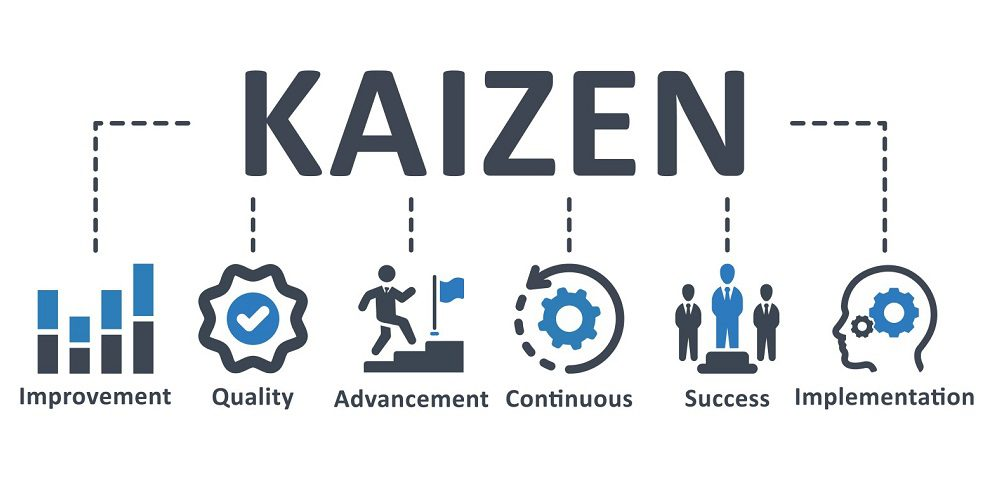 KAIZEN
Improvement
Quality
Advancement
Continuous
Success
Implementation